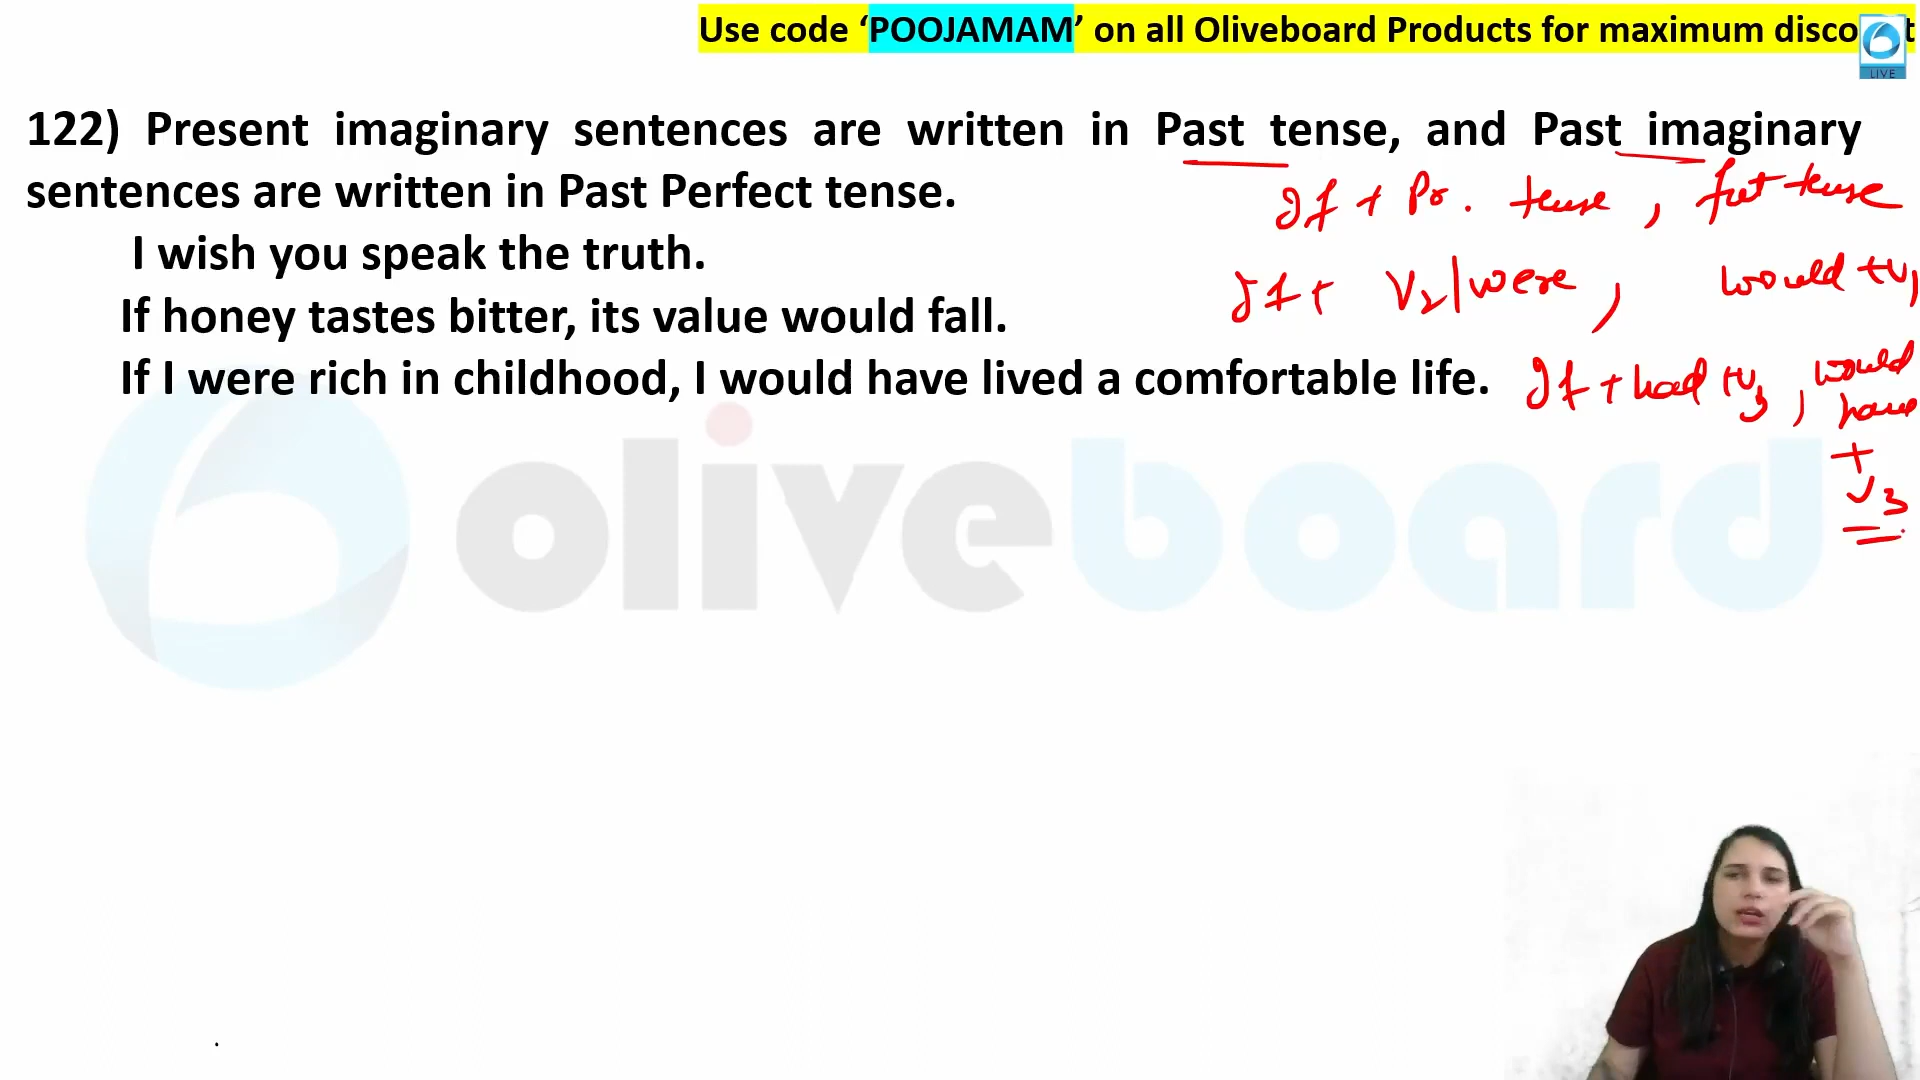 Use code ‘POOJAMAM’ on all Oliveboard Products for maximum disco t
LIVE
122) Present imaginary sentences are written in Past tense, and Past imaginary
sentences are written in Past Perfect tense.
If + Pr. tense , fut tense
I wish you speak the truth.
If + V2/were , would + V1
If honey tastes bitter, its value would fall.
If I were rich in childhood, I would have lived a comfortable life.
If + had + V3 , would
have
+
V3
oliveboard